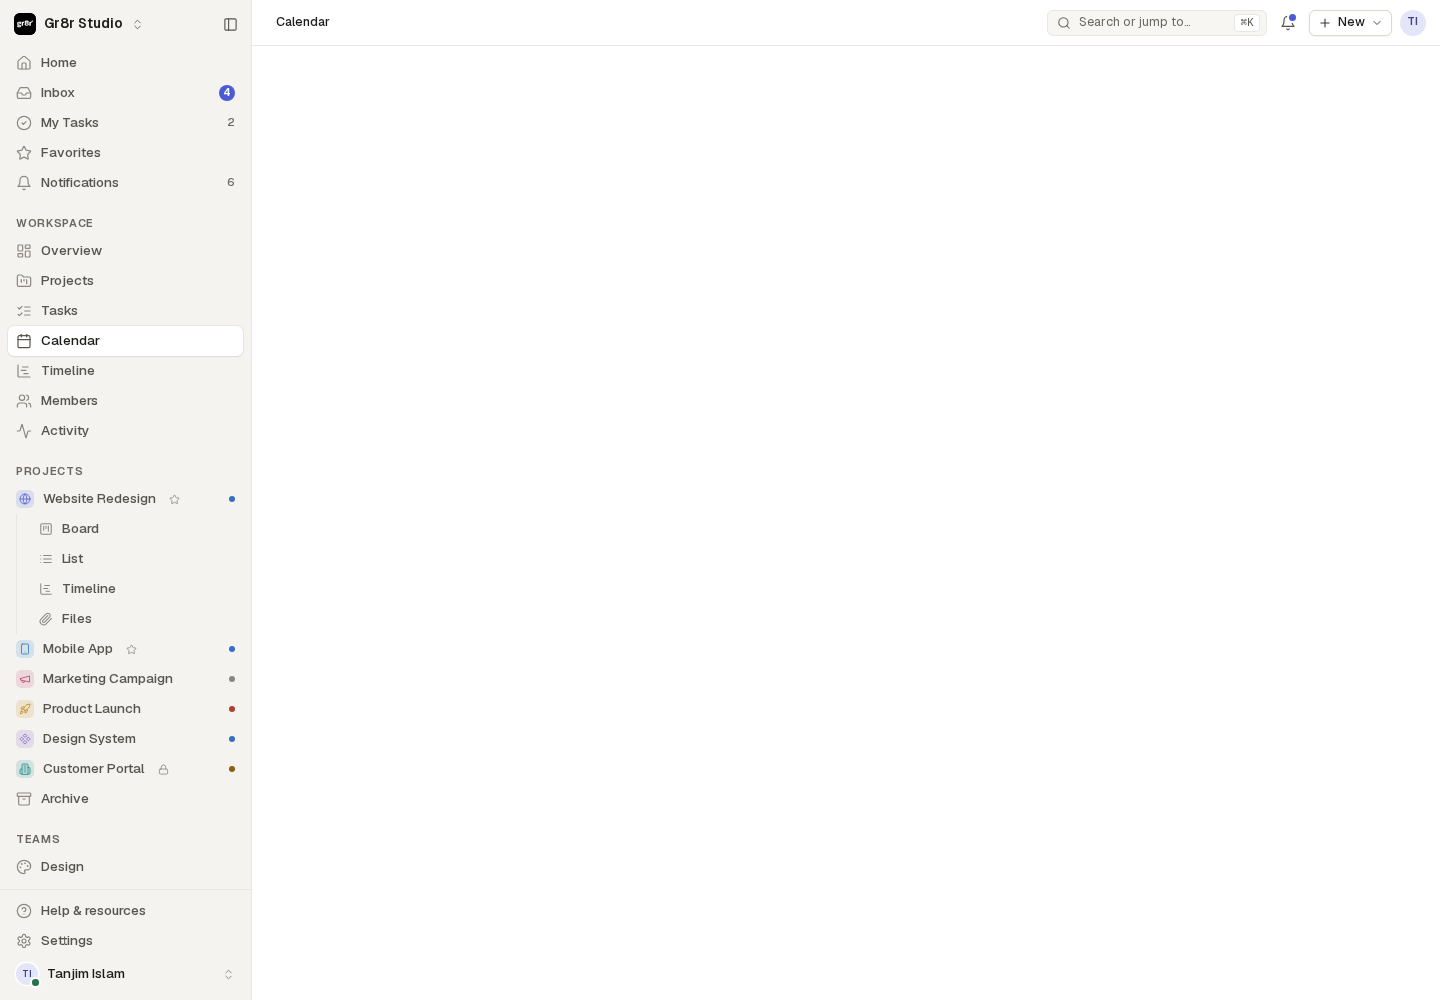 gr8r
Gr8r Studio
Home
Inbox 4
My Tasks 2
Favorites
Notifications 6
WORKSPACE
Overview
Projects
Tasks
Calendar
Timeline
Members
Activity
PROJECTS
Website Redesign
Board
List
Timeline
Files
Mobile App
Marketing Campaign
Product Launch
Design System
Customer Portal
Archive
TEAMS
Design
Help & resources
Settings
TI Tanjim Islam
Calendar
Search or jump to... ⌘K
New
TI